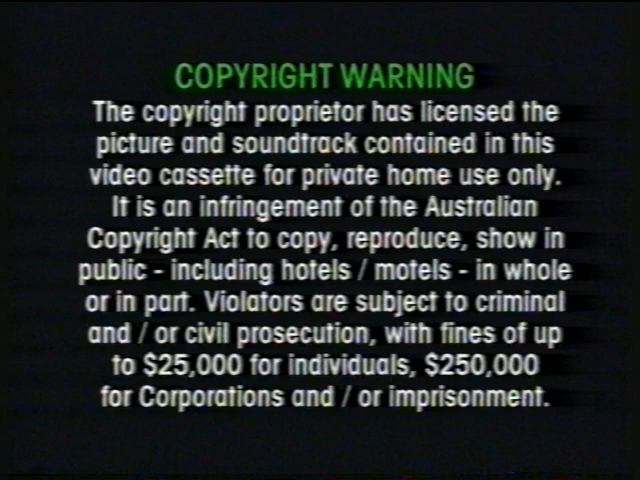 COPYRIGHT WARNING
The copyright proprietor has licensed the
picture and soundtrack contained in this
video cassette for private home use only.
It is an infringement of the Australian
Copyright Act to copy, reproduce, show in
public - including hotels / motels - in whole
or in part. Violators are subject to criminal
and / or civil prosecution, with fines of up
to $25,000 for individuals, $250,000
for Corporations and / or imprisonment.